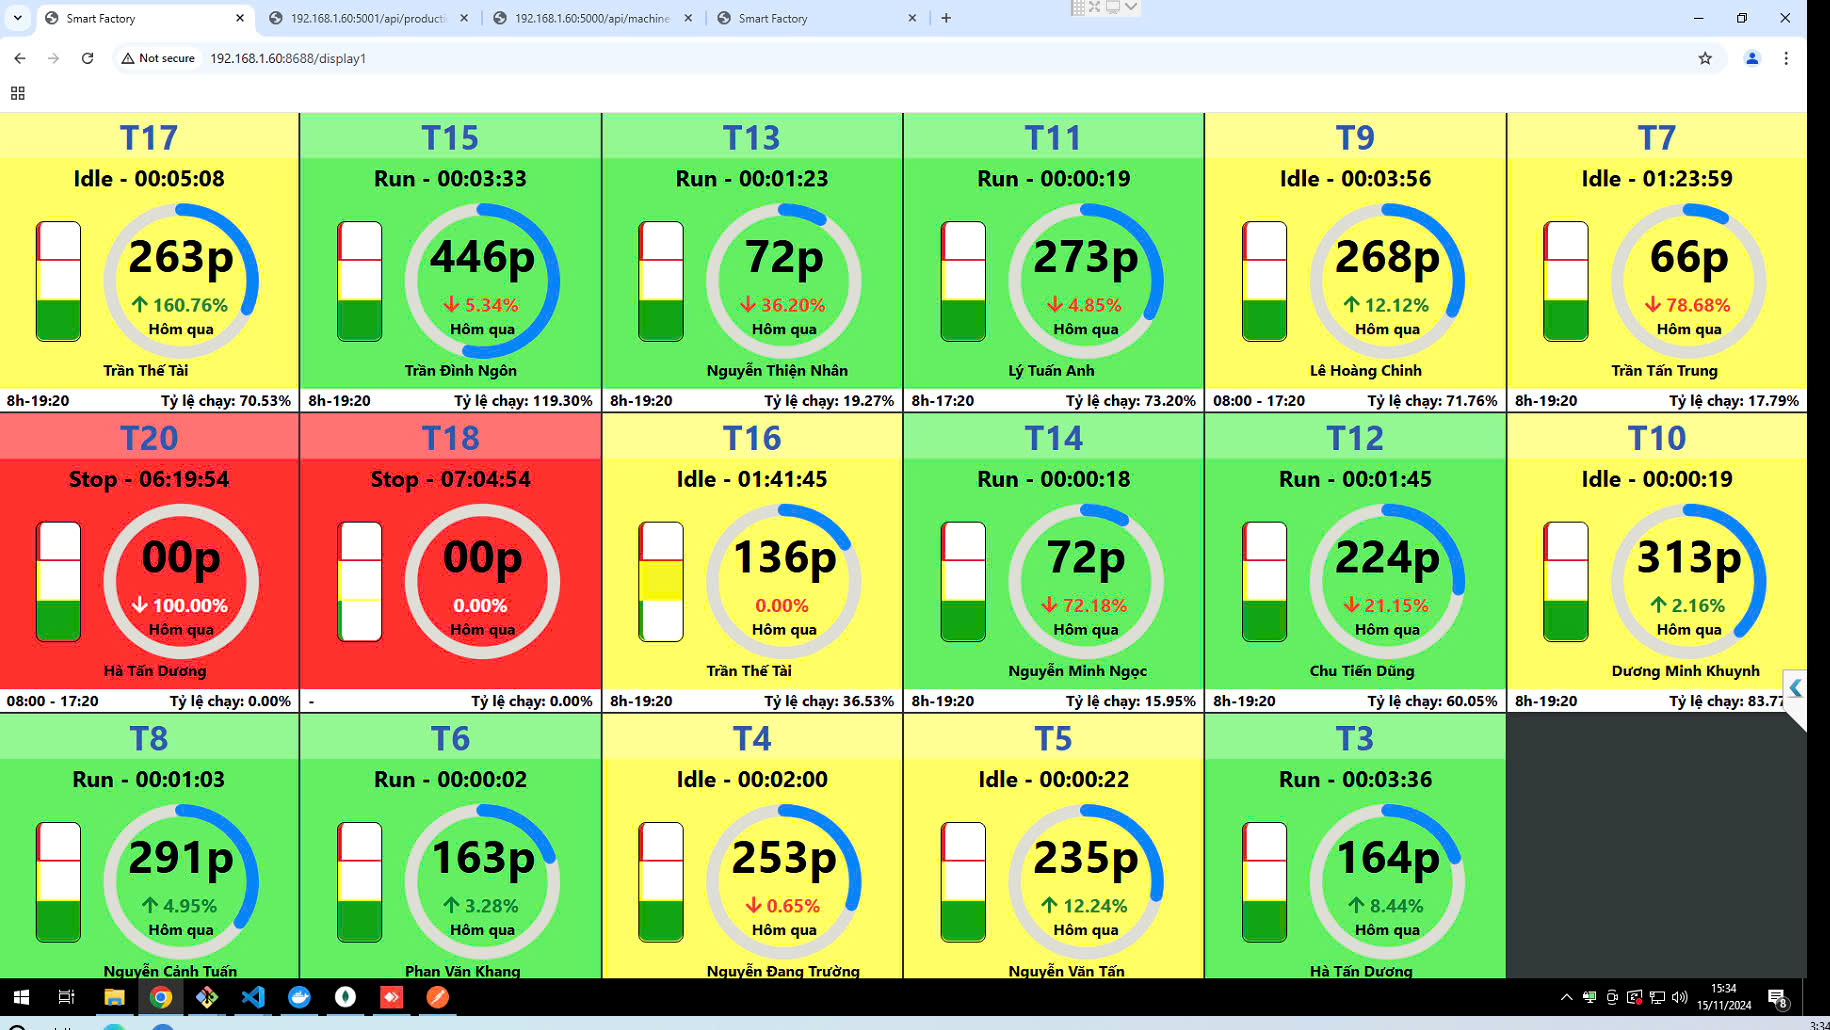 Smart Factory
192.168.1.60:5001/api/producti
192.168.1.60:5000/api/machine
Smart Factory
Not secure
192.168.1.60:8688/display1
T17
T15
T13
T11
T9
T7
Idle - 00:05:08
Run - 00:03:33
Run - 00:01:23
Run - 00:00:19
Idle - 00:03:56
Idle - 01:23:59
263p
446p
72p
273p
268p
66p
↑ 160.76%
↓ 5.34%
↓ 36.20%
↓ 4.85%
↑ 12.12%
↓ 78.68%
Hôm qua
Hôm qua
Hôm qua
Hôm qua
Hôm qua
Hôm qua
Trần Thế Tài
Trần Đình Ngôn
Nguyễn Thiện Nhân
Lý Tuấn Anh
Lê Hoàng Chinh
Trần Tấn Trung
8h-19:20 Tỷ lệ chạy: 70.53%
8h-19:20 Tỷ lệ chạy: 119.30%
8h-19:20 Tỷ lệ chạy: 19.27%
8h-17:20 Tỷ lệ chạy: 73.20%
08:00 - 17:20 Tỷ lệ chạy: 71.76%
8h-19:20 Tỷ lệ chạy: 17.79%
T20
T18
T16
T14
T12
T10
Stop - 06:19:54
Stop - 07:04:54
Idle - 01:41:45
Run - 00:00:18
Run - 00:01:45
Idle - 00:00:19
00p
00p
136p
72p
224p
313p
↓ 100.00%
0.00%
0.00%
↓ 72.18%
↓ 21.15%
↑ 2.16%
Hôm qua
Hôm qua
Hôm qua
Hôm qua
Hôm qua
Hôm qua
Hà Tấn Dương
Trần Thế Tài
Nguyễn Minh Ngọc
Chu Tiến Dũng
Dương Minh Khuynh
08:00 - 17:20 Tỷ lệ chạy: 0.00%
- Tỷ lệ chạy: 0.00%
8h-19:20 Tỷ lệ chạy: 36.53%
8h-19:20 Tỷ lệ chạy: 15.95%
8h-19:20 Tỷ lệ chạy: 60.05%
8h-19:20 Tỷ lệ chạy: 83.77
T8
T6
T4
T5
T3
Run - 00:01:03
Run - 00:00:02
Idle - 00:02:00
Idle - 00:00:22
Run - 00:03:36
291p
163p
253p
235p
164p
↑ 4.95%
↑ 3.28%
↓ 0.65%
↑ 12.24%
↑ 8.44%
Hôm qua
Hôm qua
Hôm qua
Hôm qua
Hôm qua
Nguyễn Cảnh Tuấn
Phan Văn Khang
Nguyễn Đang Trường
Nguyễn Văn Tấn
Hà Tấn Dương
15:34
15/11/2024
8
3:34